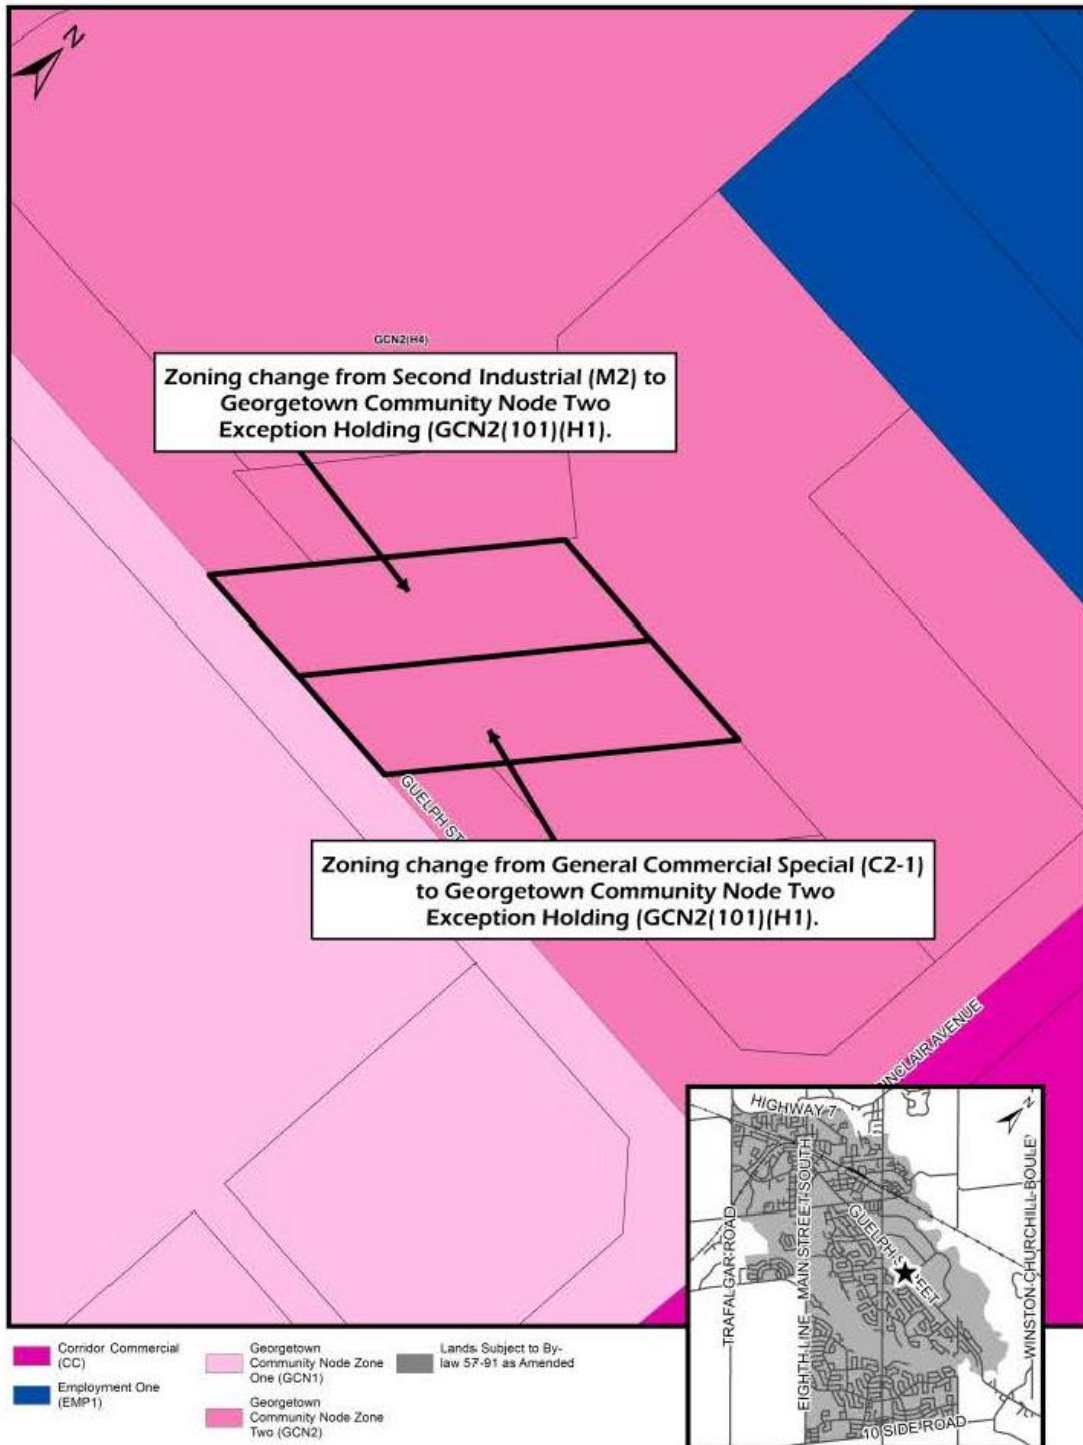 N
GCN2(H4)
Zoning change from Second Industrial (M2) to
Georgetown Community Node Two
Exception Holding (GCN2(101)(H1).
GUELPH ST
Zoning change from General Commercial Special (C2-1)
to Georgetown Community Node Two
Exception Holding (GCN2(101)(H1).
SINCLAIR AVENUE
HIGHWAY 7
N
TRAFALGAR ROAD
EIGHTH LINE
MAIN STREET SOUTH
GUELPH STREET
WINSTON CHURCHILL BOULEV
10 SIDE ROAD
Corridor Commercial
(CC)
Employment One
(EMP1)
Georgetown
Community Node Zone
One (GCN1)
Georgetown
Community Node Zone
Two (GCN2)
Lands Subject to By-
law 57-91 as Amended